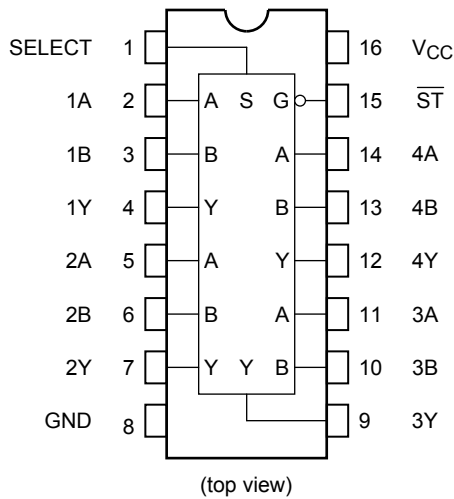 SELECT 1 16 VCC
1A 2 A S G 15 S̅T̅
1B 3 B A 14 4A
1Y 4 Y B 13 4B
2A 5 A Y 12 4Y
2B 6 B A 11 3A
2Y 7 Y Y B 10 3B
GND 8 9 3Y
(top view)